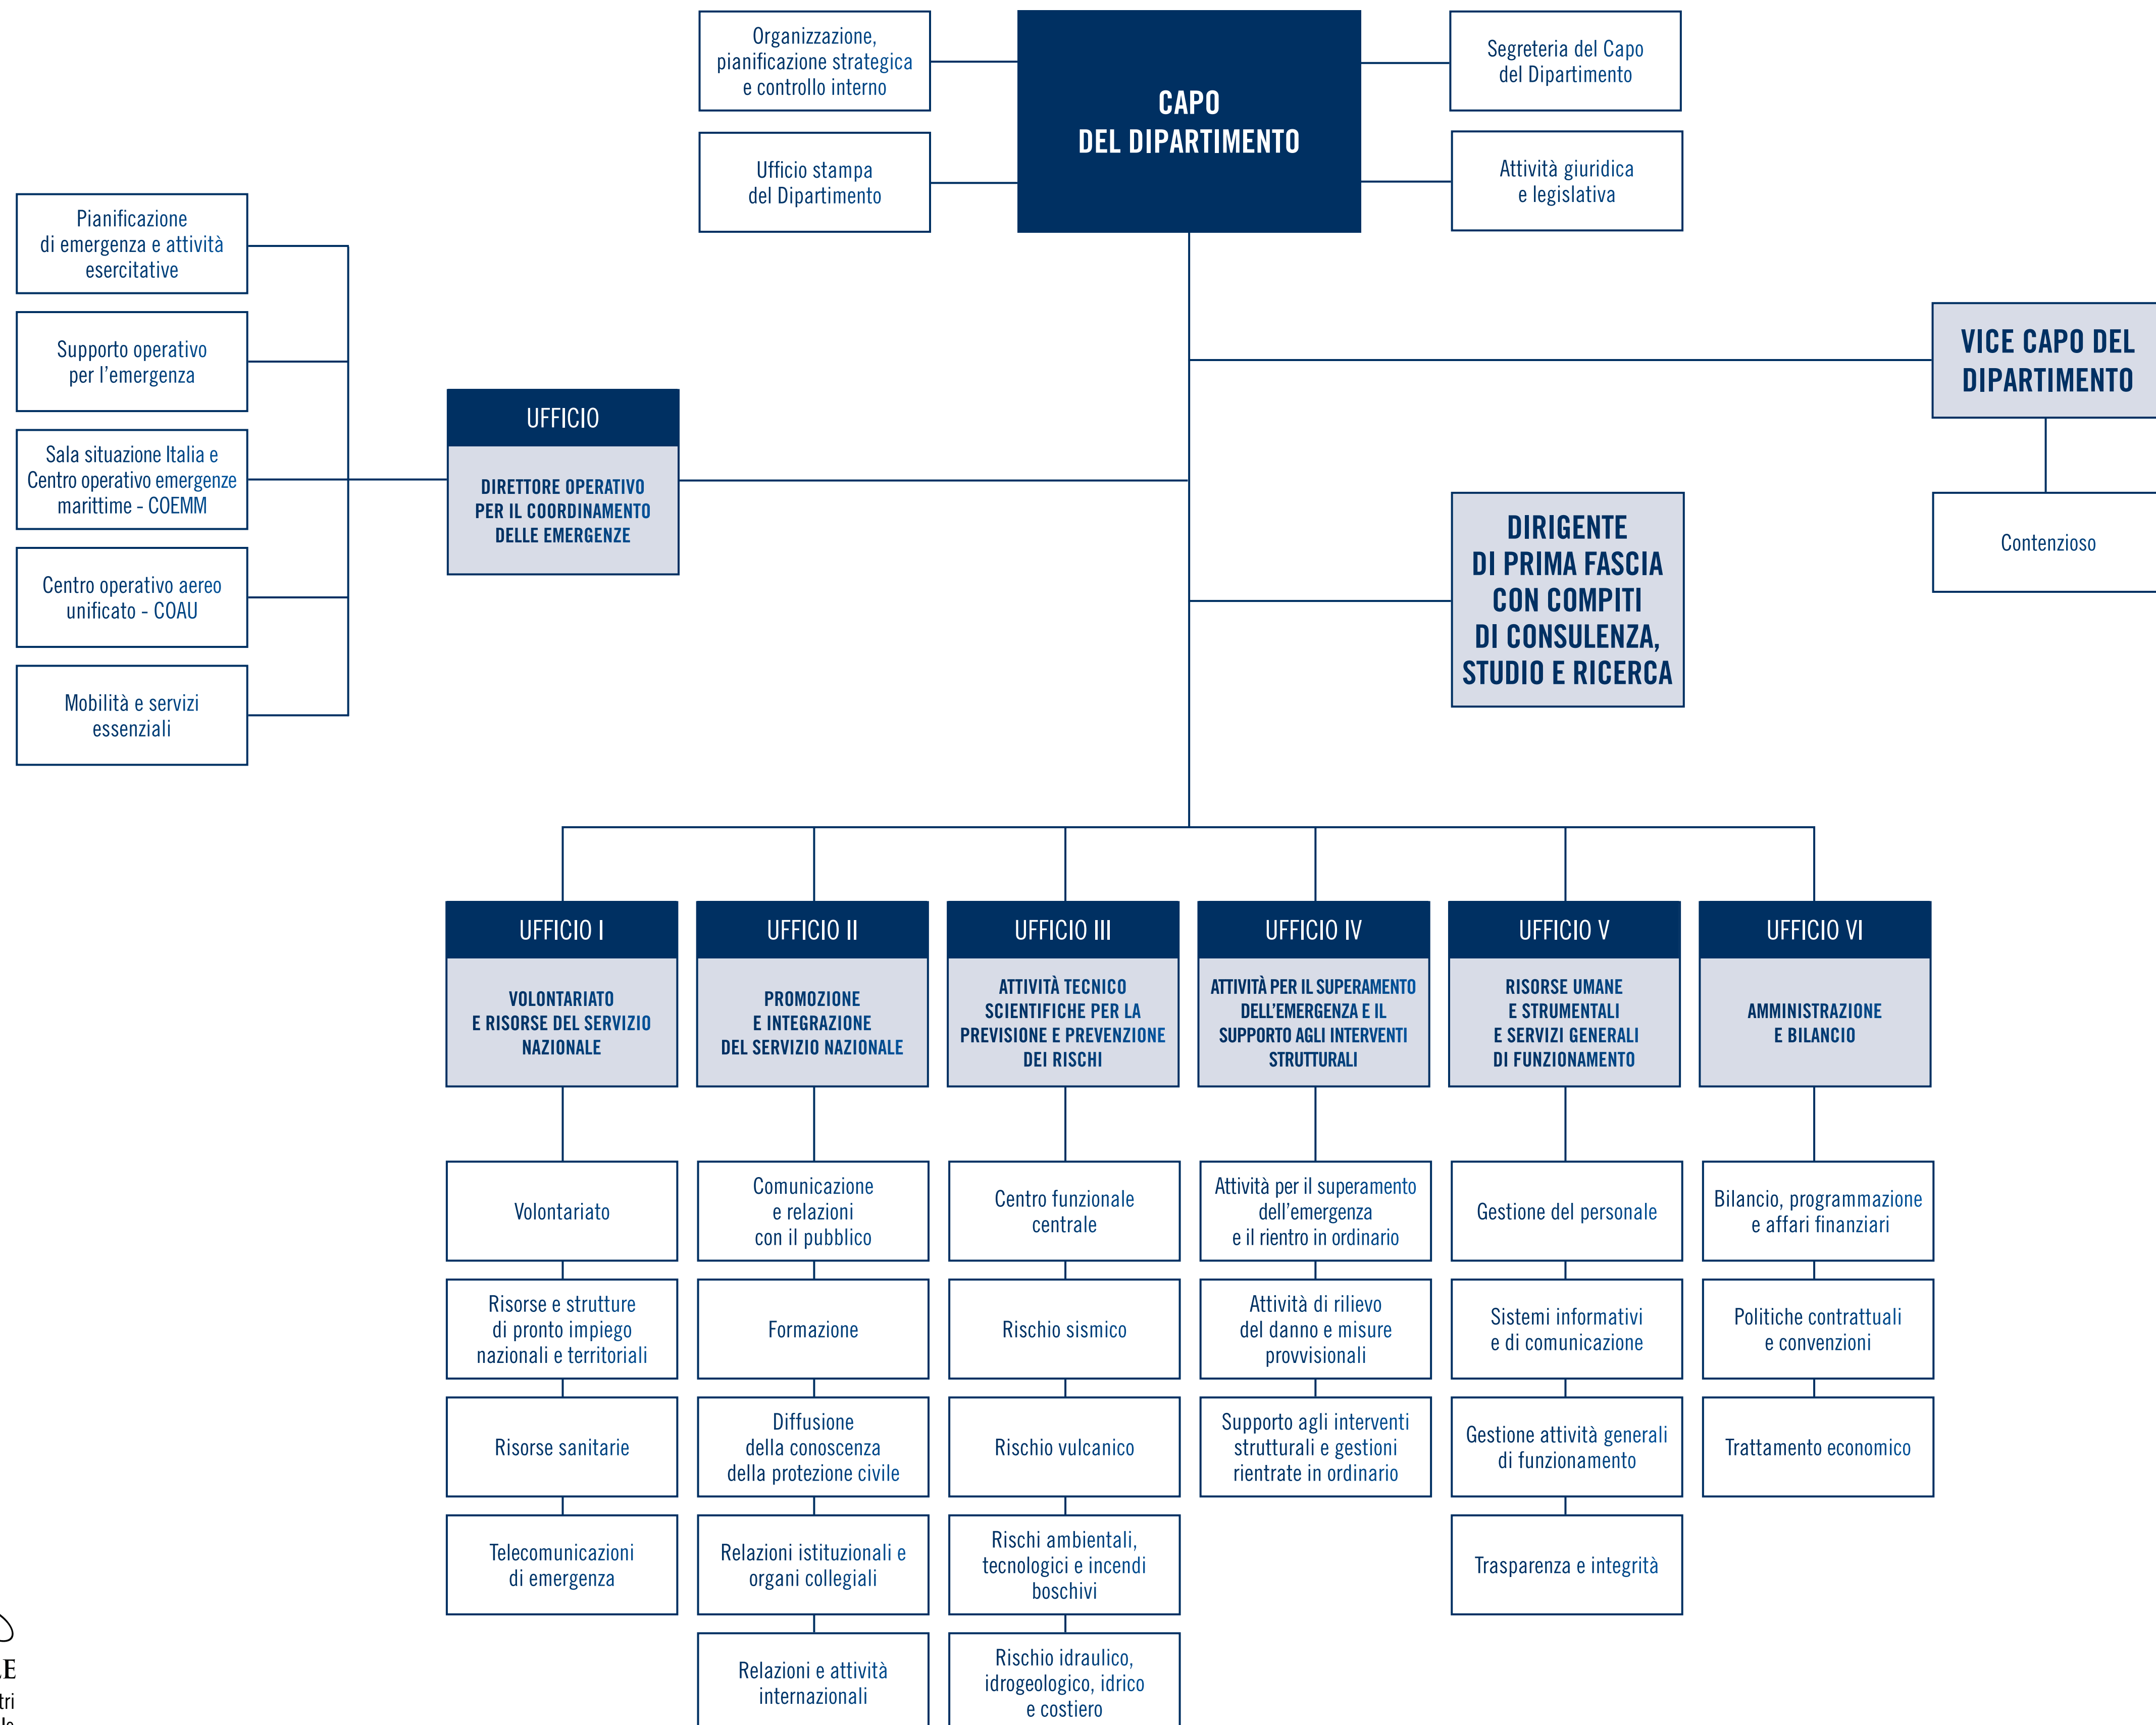 Organizzazione,
pianificazione strategica
e controllo interno
CAPO
DEL DIPARTIMENTO
Segreteria del Capo
del Dipartimento
Ufficio stampa
del Dipartimento
Attività giuridica
e legislativa
Pianificazione
di emergenza e attività
esercitative
Supporto operativo
per l'emergenza
Sala situazione Italia e
Centro operativo emergenze
marittime - COEMM
Centro operativo aereo
unificato - COAU
Mobilità e servizi
essenziali
UFFICIO
DIRETTORE OPERATIVO
PER IL COORDINAMENTO
DELLE EMERGENZE
VICE CAPO DEL
DIPARTIMENTO
Contenzioso
DIRIGENTE
DI PRIMA FASCIA
CON COMPITI
DI CONSULENZA,
STUDIO E RICERCA
UFFICIO I
VOLONTARIATO
E RISORSE DEL SERVIZIO
NAZIONALE
Volontariato
Risorse e strutture
di pronto impiego
nazionali e territoriali
Risorse sanitarie
Telecomunicazioni
di emergenza
UFFICIO II
PROMOZIONE
E INTEGRAZIONE
DEL SERVIZIO NAZIONALE
Comunicazione
e relazioni
con il pubblico
Formazione
Diffusione
della conoscenza
della protezione civile
Relazioni istituzionali e
organi collegiali
Relazioni e attività
internazionali
UFFICIO III
ATTIVITÀ TECNICO
SCIENTIFICHE PER LA
PREVISIONE E PREVENZIONE
DEI RISCHI
Centro funzionale
centrale
Rischio sismico
Rischio vulcanico
Rischi ambientali,
tecnologici e incendi
boschivi
Rischio idraulico,
idrogeologico, idrico
e costiero
UFFICIO IV
ATTIVITÀ PER IL SUPERAMENTO
DELL'EMERGENZA E IL
SUPPORTO AGLI INTERVENTI
STRUTTURALI
Attività per il superamento
dell'emergenza
e il rientro in ordinario
Attività di rilievo
del danno e misure
provvisionali
Supporto agli interventi
strutturali e gestioni
rientrate in ordinario
UFFICIO V
RISORSE UMANE
E STRUMENTALI
E SERVIZI GENERALI
DI FUNZIONAMENTO
Gestione del personale
Sistemi informativi
e di comunicazione
Gestione attività generali
di funzionamento
Trasparenza e integrità
UFFICIO VI
AMMINISTRAZIONE
E BILANCIO
Bilancio, programmazione
e affari finanziari
Politiche contrattuali
e convenzioni
Trattamento economico